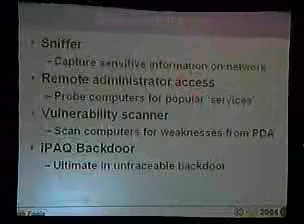 • Sniffer
– Capture sensitive information on network
• Remote administrator access
– Probe computers for popular 'services'
• Vulnerability scanner
– Scan computers for weaknesses from PDA
• iPAQ Backdoor
– Ultimate in untraceable backdoor
2004